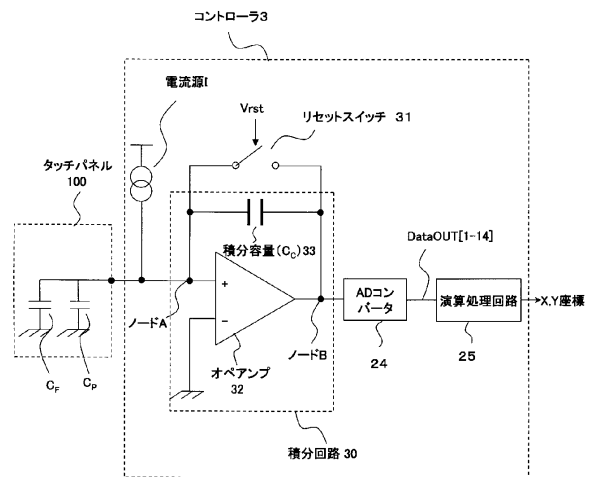 コントローラ3
電流源I
Vrst
リセットスイッチ 31
タッチパネル
100
積分容量(CC)33
DataOUT[1-14]
ノードA
+
−
ADコン
バータ
演算処理回路
X,Y座標
オペアンプ
32
ノードB
24
25
CF
CP
積分回路 30